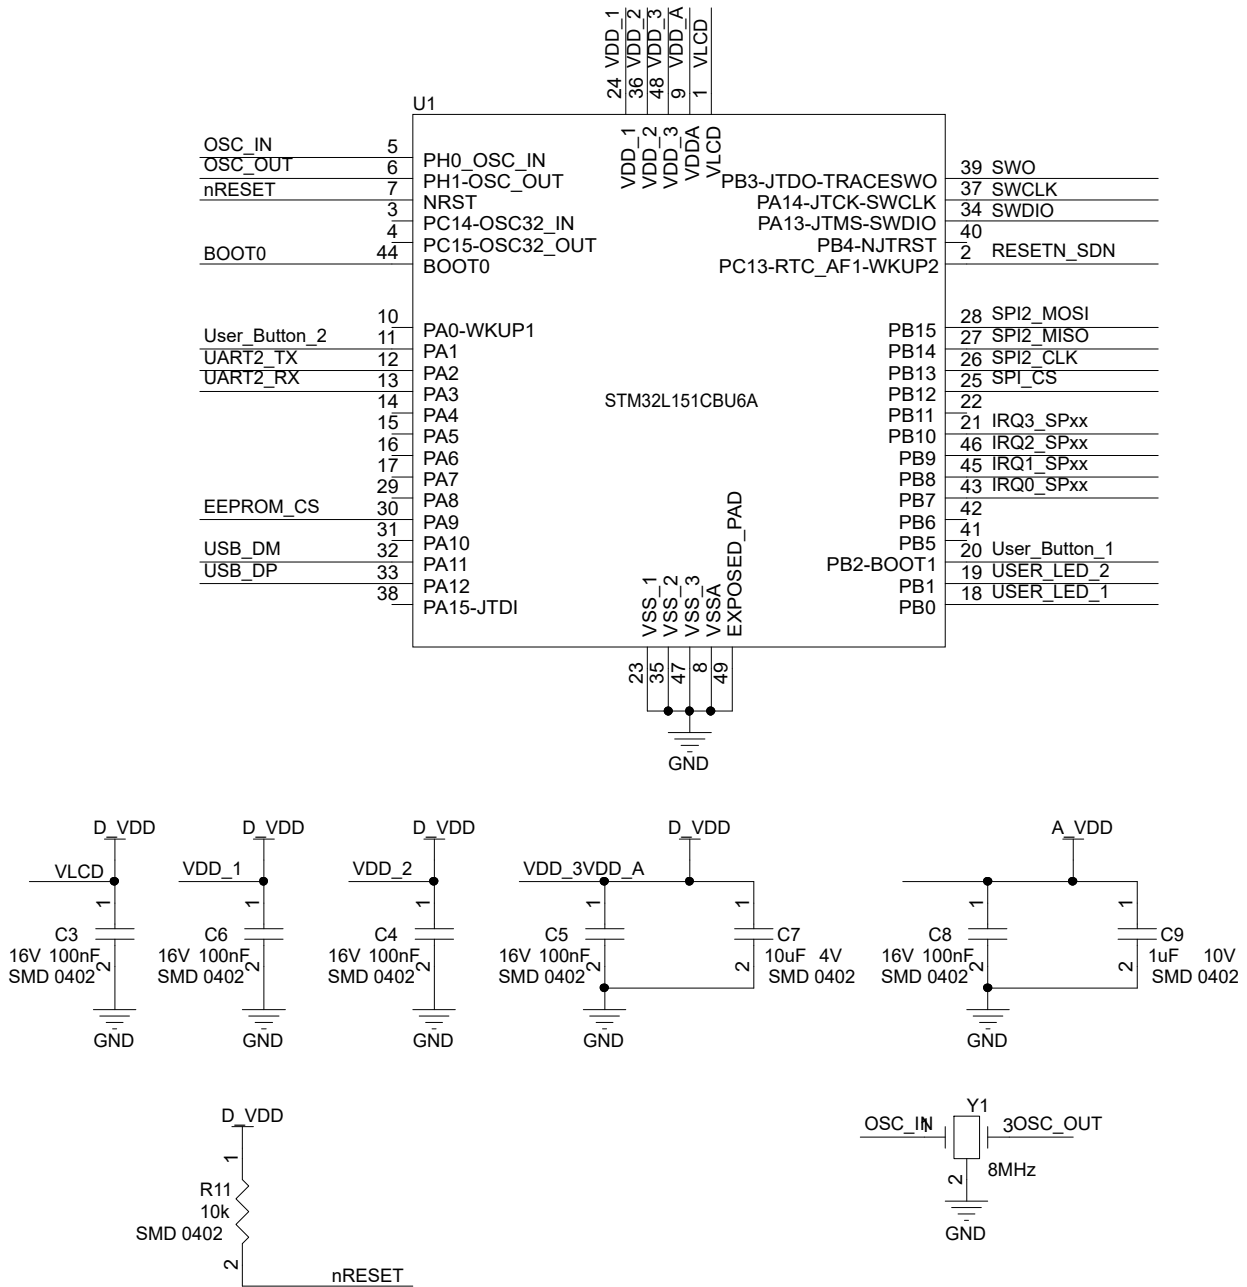 24 VDD_1
36 VDD_2
48 VDD_3
9 VDD_A
1 VLCD
U1
VDD_1
VDD_2
VDD_3
VDDA
VLCD
OSC_IN 5 PH0_OSC_IN
OSC_OUT 6 PH1-OSC_OUT
nRESET 7 NRST
3 PC14-OSC32_IN
4 PC15-OSC32_OUT
BOOT0 44 BOOT0
10 PA0-WKUP1
User_Button_2 11 PA1
UART2_TX 12 PA2
UART2_RX 13 PA3
14 PA4
15 PA5
16 PA6
17 PA7
29 PA8
EEPROM_CS 30 PA9
31 PA10
USB_DM 32 PA11
USB_DP 33 PA12
38 PA15-JTDI
STM32L151CBU6A
PB3-JTDO-TRACESWO 39 SWO
PA14-JTCK-SWCLK 37 SWCLK
PA13-JTMS-SWDIO 34 SWDIO
PB4-NJTRST 40
PC13-RTC_AF1-WKUP2 2 RESETN_SDN
PB15 28 SPI2_MOSI
PB14 27 SPI2_MISO
PB13 26 SPI2_CLK
PB12 25 SPI_CS
PB11 22
PB10 21 IRQ3_SPxx
PB9 46 IRQ2_SPxx
PB8 45 IRQ1_SPxx
PB7 43 IRQ0_SPxx
PB6 42
PB5 41
PB2-BOOT1 20 User_Button_1
PB1 19 USER_LED_2
PB0 18 USER_LED_1
VSS_1
VSS_2
VSS_3
VSSA
EXPOSED_PAD
23
35
47
8
49
GND
D_VDD
VLCD
1
C3
16V 100nF
2
SMD 0402
GND
D_VDD
VDD_1
1
C6
16V 100nF
2
SMD 0402
GND
D_VDD
VDD_2
1
C4
16V 100nF
2
SMD 0402
GND
D_VDD
VDD_3VDD_A
1
C5
16V 100nF
2
SMD 0402
GND
1
C7
10uF 4V
2
SMD 0402
A_VDD
1
C8
16V 100nF
2
SMD 0402
GND
1
C9
1uF 10V
2
SMD 0402
D_VDD
1
R11
10k
SMD 0402
2
nRESET
Y1
OSC_IN 1
3 OSC_OUT
8MHz
2
GND